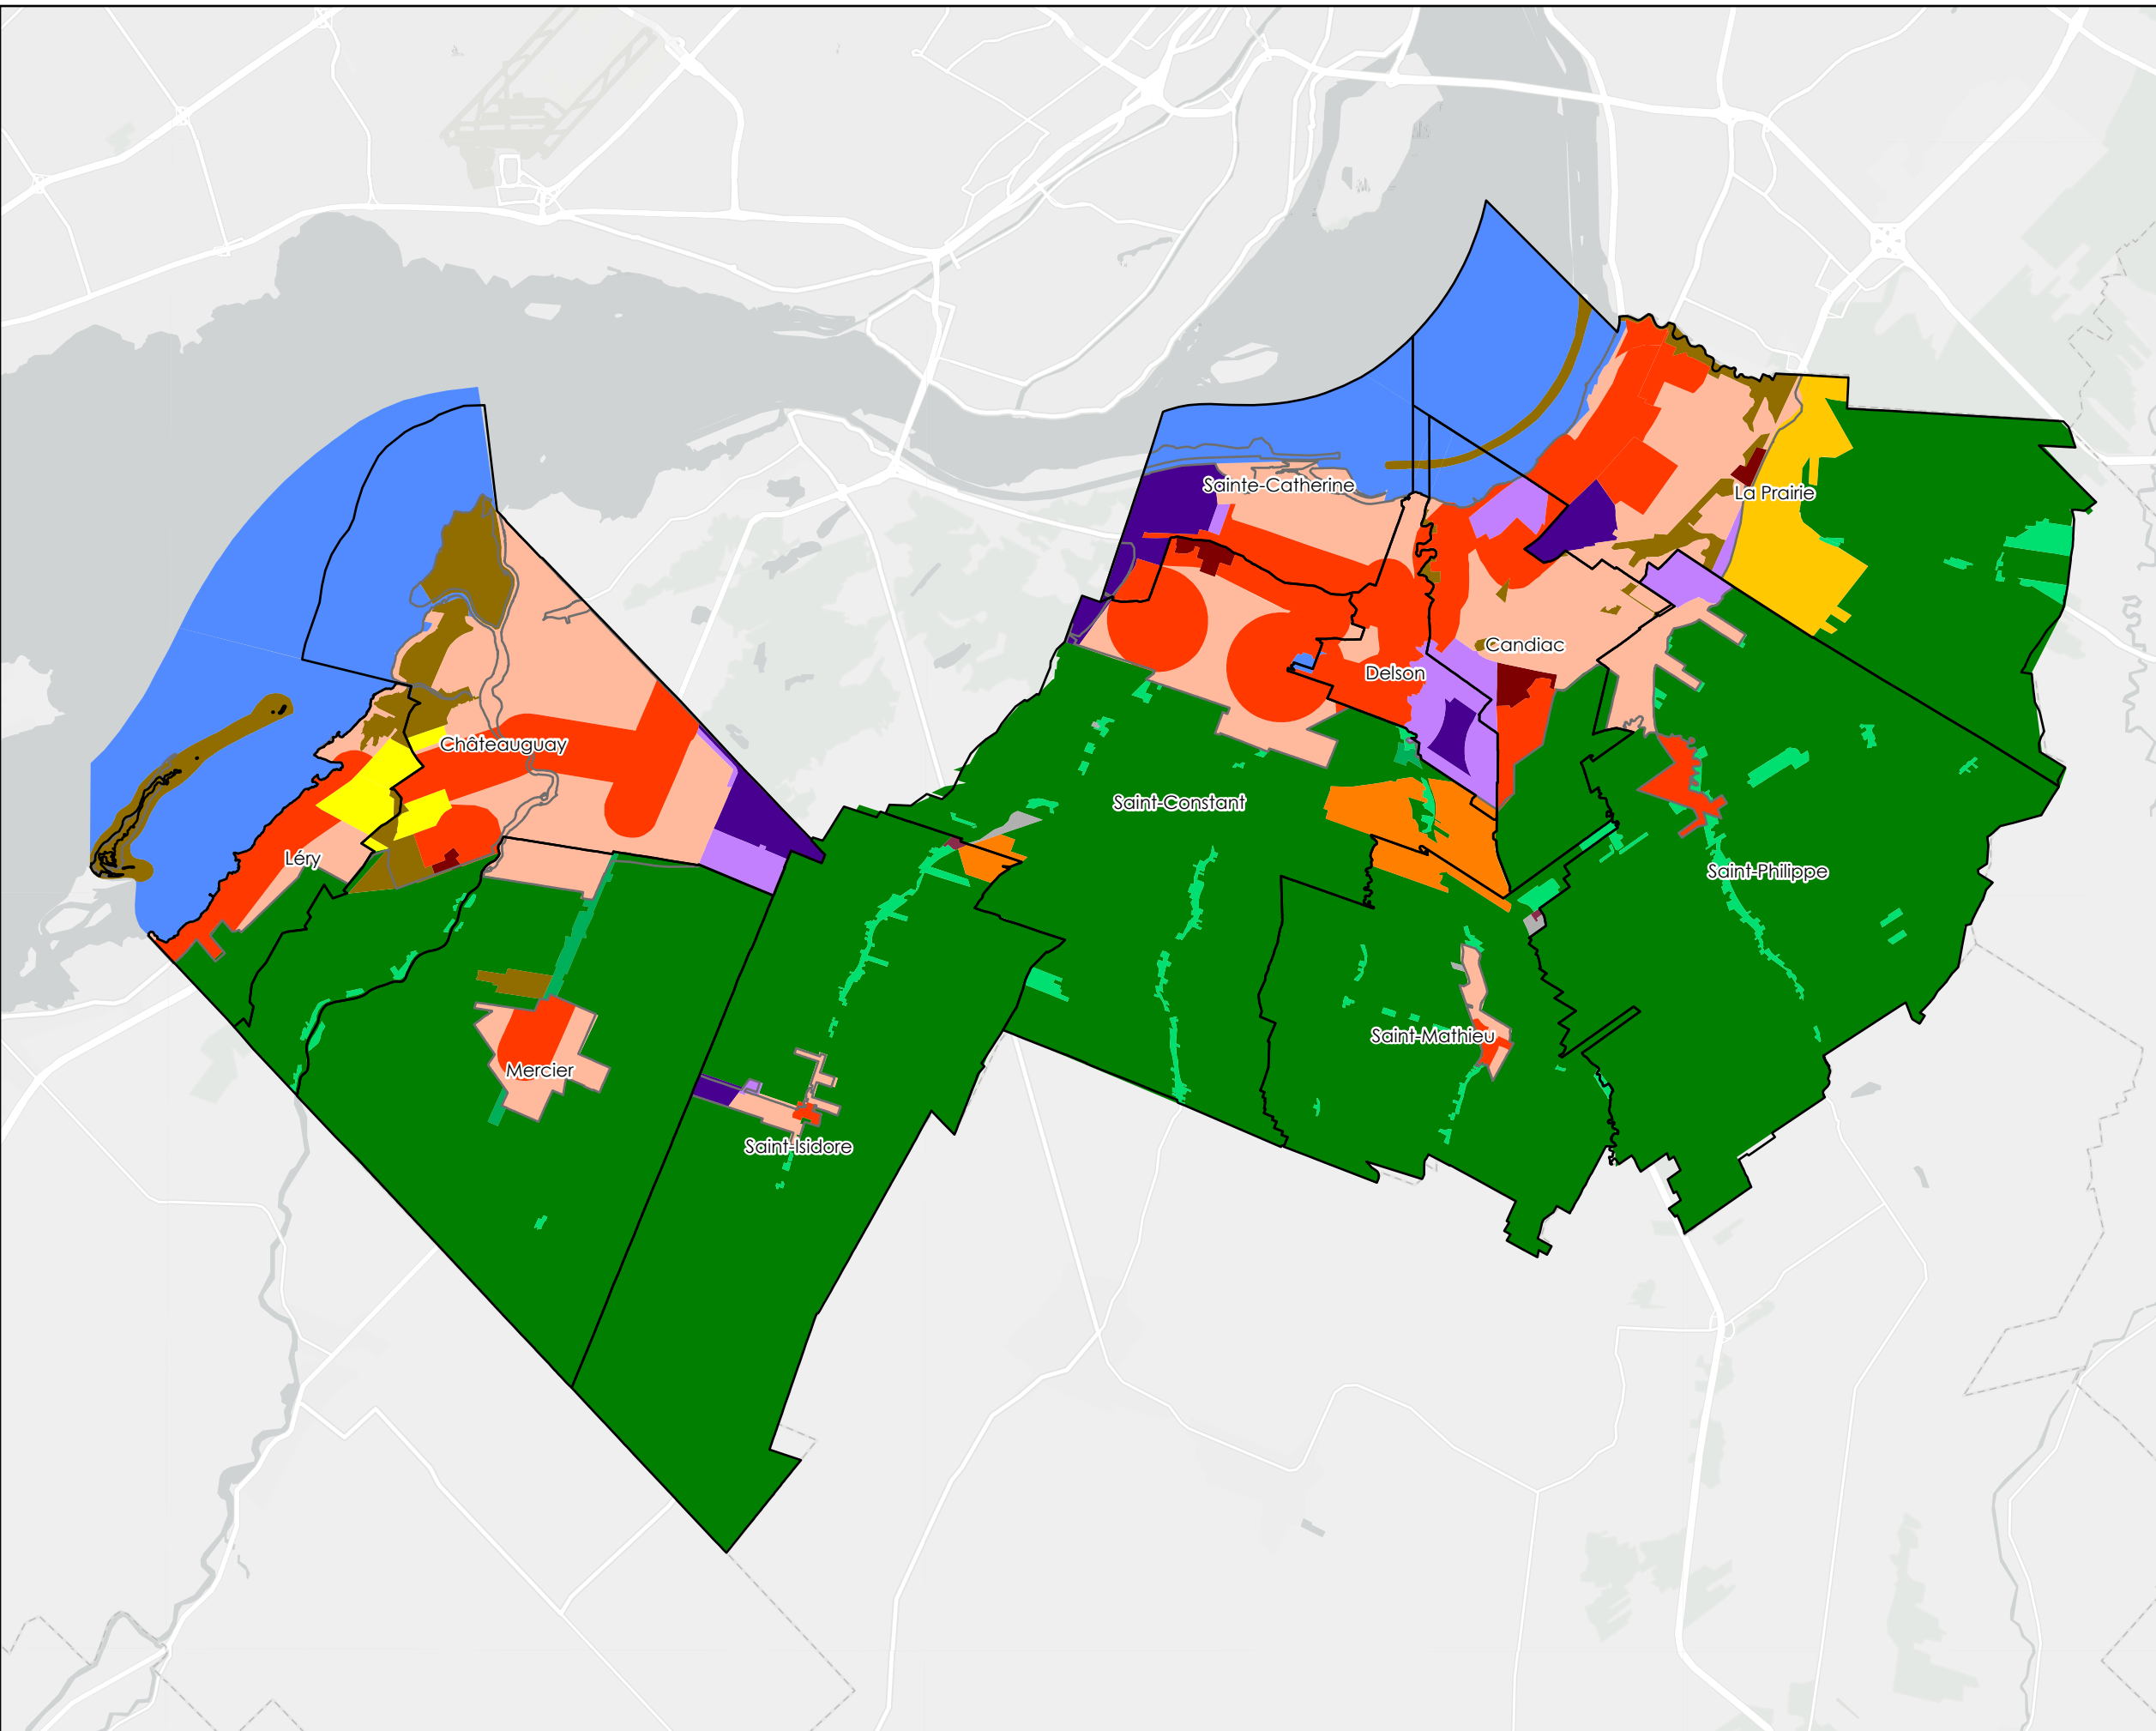 Sainte-Catherine
La Prairie
Candiac
Delson
Châteauguay
Saint-Constant
Léry
Saint-Philippe
Saint-Mathieu
Mercier
Saint-Isidore